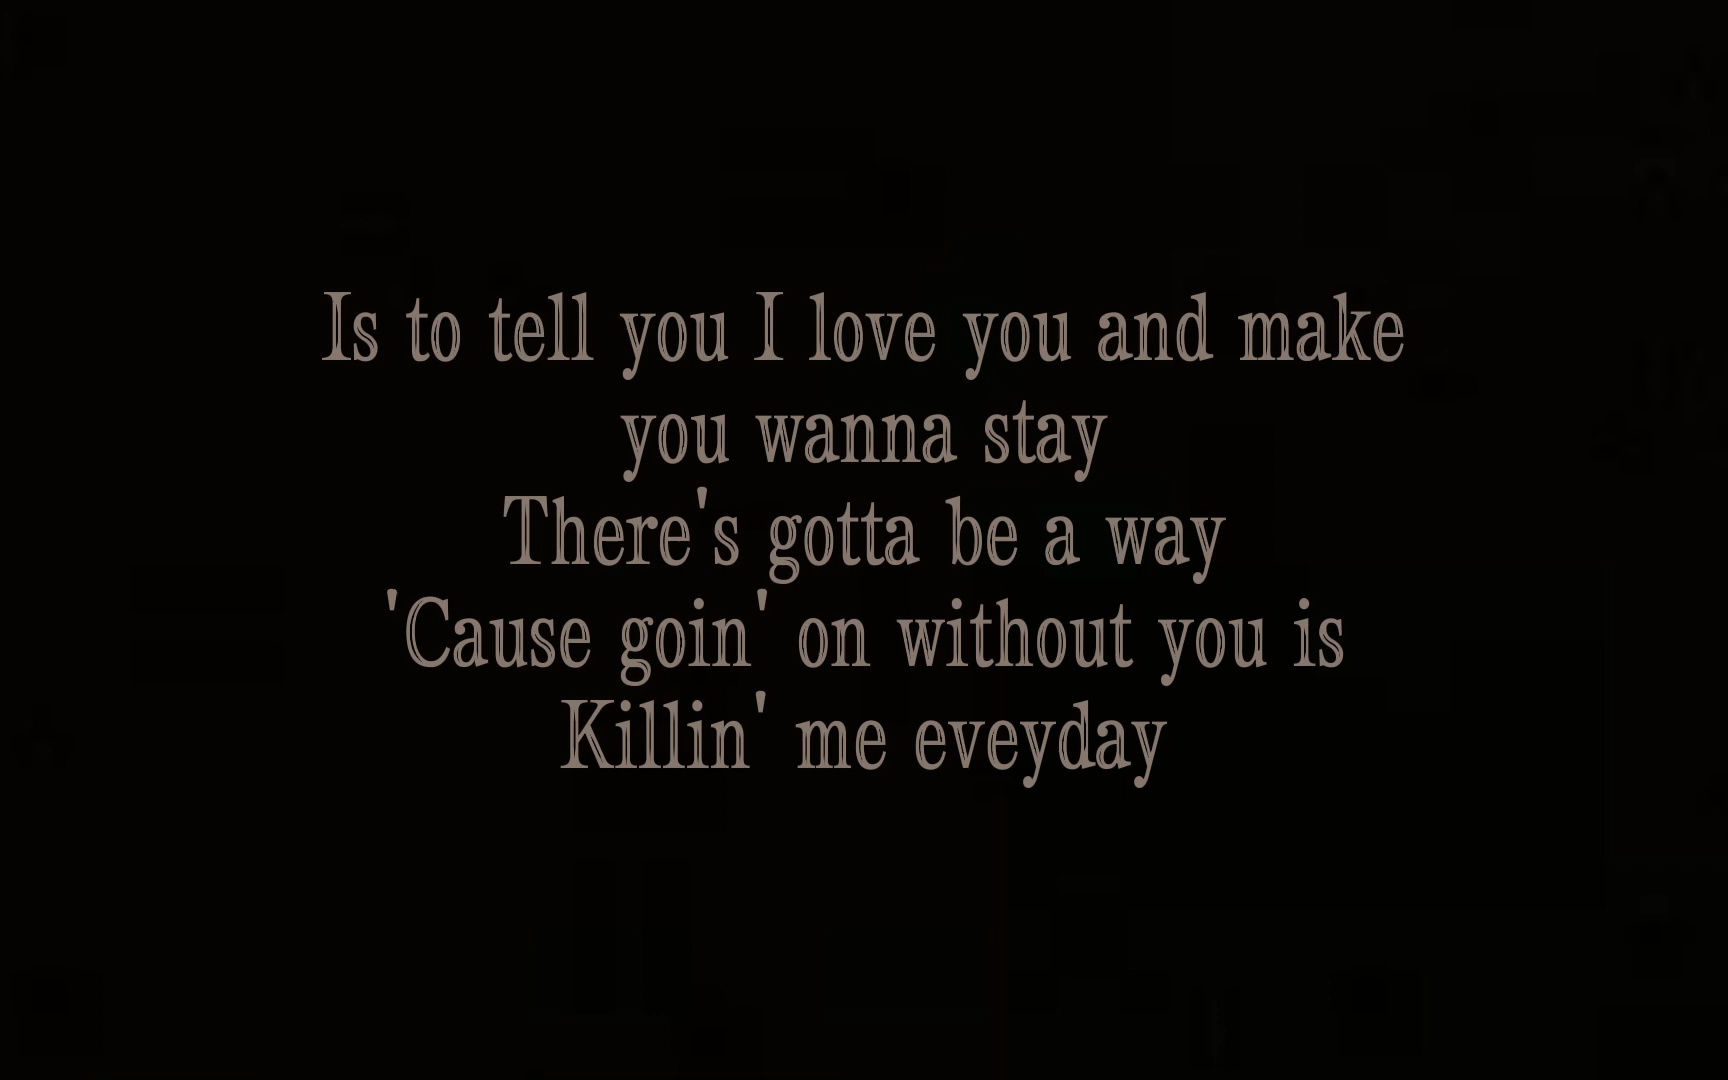 Is to tell you I love you and make
you wanna stay
There's gotta be a way
'Cause goin' on without you is
Killin' me eveyday